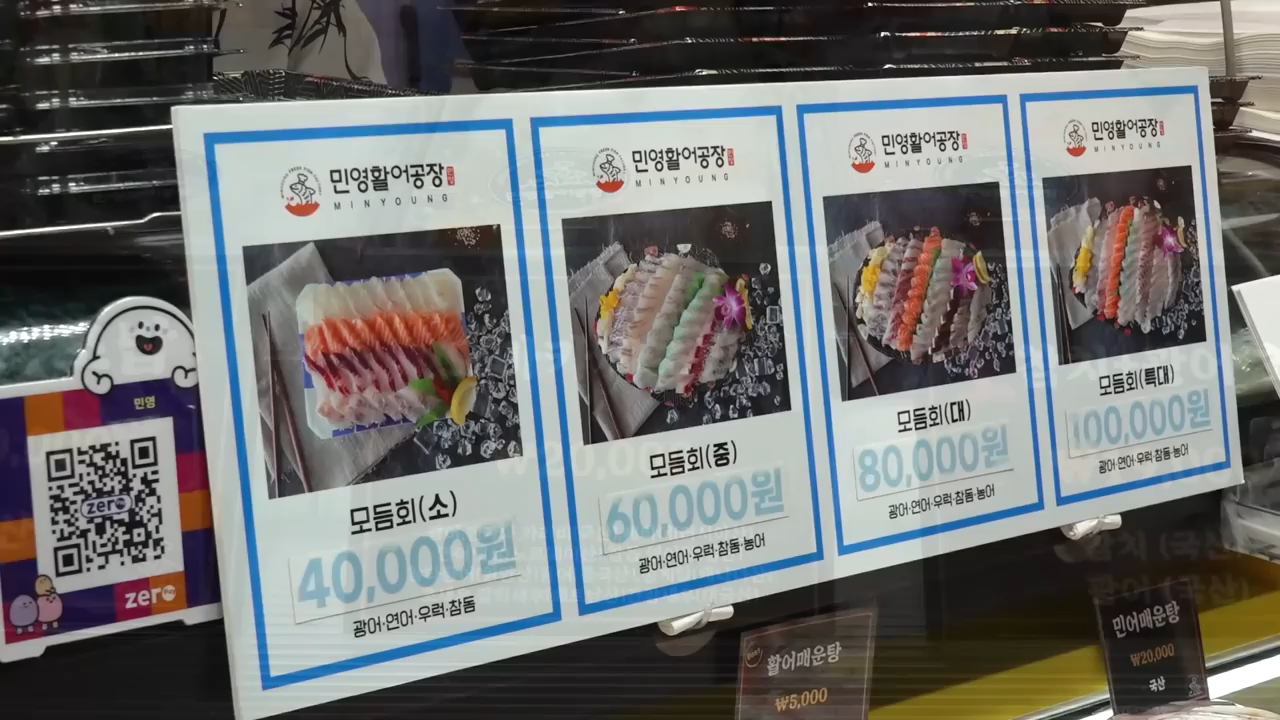 민영활어공장
MINYOUNG
모듬회(소)
40,000원
광어·연어·우럭·참돔
민영활어공장
MINYOUNG
모듬회(중)
60,000원
광어·연어·우럭·참돔·농어
민영활어공장
MINYOUNG
모듬회(대)
80,000원
광어·연어·우럭·참돔·농어
민영활어공장
MINYOUNG
모듬회(특대)
100,000원
광어·연어·우럭·참돔·농어
민영
zero
zero
활어매운탕
₩5,000
민어매운탕
₩20,000
국산